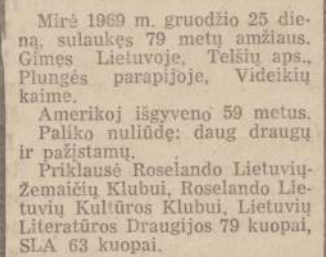 Mirė 1969 m. gruodžio 25 die-
ną, sulaukęs 79 metų amžiaus.
Gimęs Lietuvoje, Telšių aps.,
Plungės parapijoje, Videikių
kaime.
Amerikoj išgyveno 59 metus.
Paliko nuliūdę: daug draugų
ir pažįstamų.
Priklausė Roselando Lietuvių-
Žemaičių Klubui, Roselando Lie-
tuvių Kultūros Klubui, Lietuvių
Literatūros Draugijos 79 kuopai,
SLA 63 kuopai.